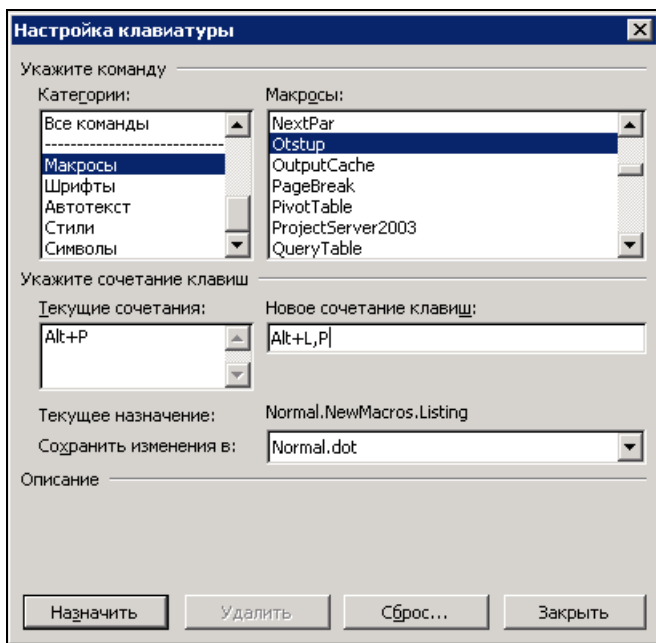 Настройка клавиатуры
Укажите команду
Категории:
Все команды
Макросы
Шрифты
Автотекст
Стили
Символы
Макросы:
NextPar
Otstup
OutputCache
PageBreak
PivotTable
ProjectServer2003
QueryTable
Укажите сочетание клавиш
Текущие сочетания:
Alt+P
Новое сочетание клавиш:
Alt+L,P
Текущее назначение: Normal.NewMacros.Listing
Сохранить изменения в: Normal.dot
Описание
Назначить Удалить Сброс... Закрыть